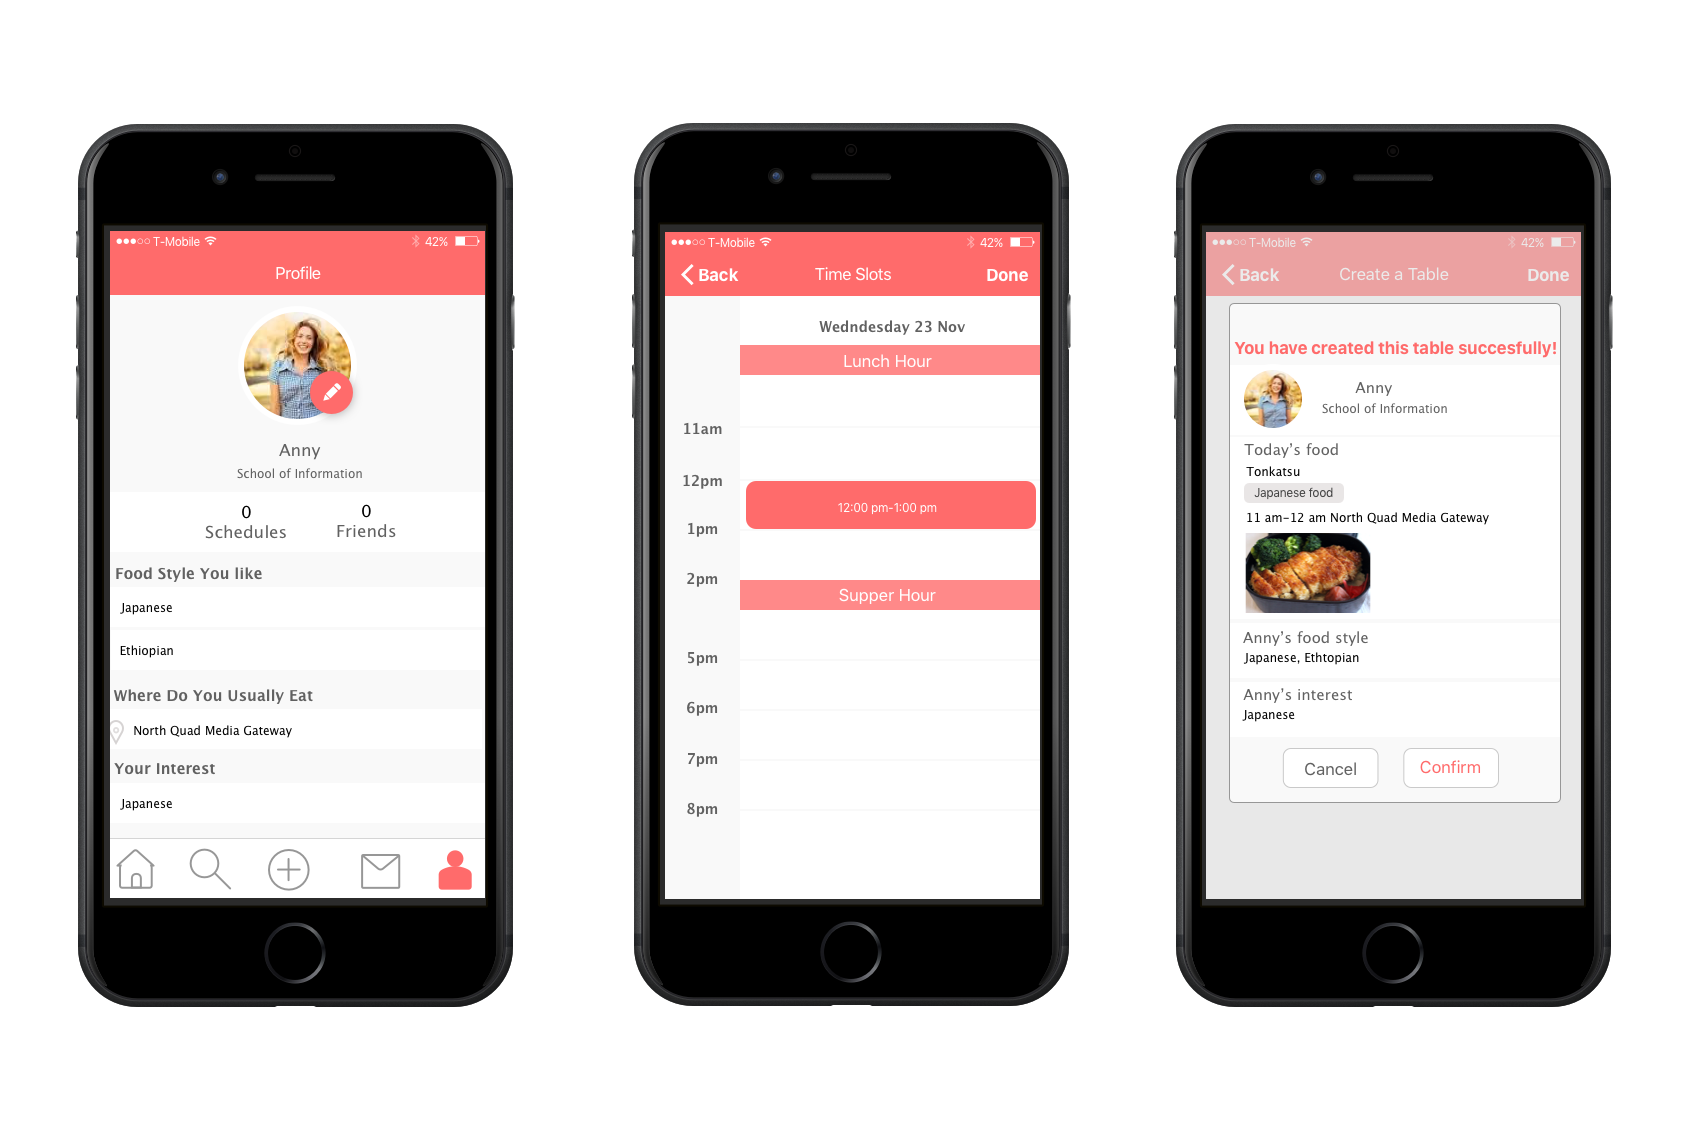 T-Mobile 42%
Profile
Anny
School of Information
0 0
Schedules Friends
Food Style You like
Japanese
Ethiopian
Where Do You Usually Eat
North Quad Media Gateway
Your Interest
Japanese
T-Mobile 42%
Back Time Slots Done
Wedndesday 23 Nov
Lunch Hour
11am
12pm
12:00 pm-1:00 pm
1pm
2pm
Supper Hour
5pm
6pm
7pm
8pm
T-Mobile 42%
Back Create a Table Done
You have created this table succesfully!
Anny
School of Information
Today's food
Tonkatsu
Japanese food
11 am-12 am North Quad Media Gateway
Anny's food style
Japanese, Ethtopian
Anny's interest
Japanese
Cancel Confirm